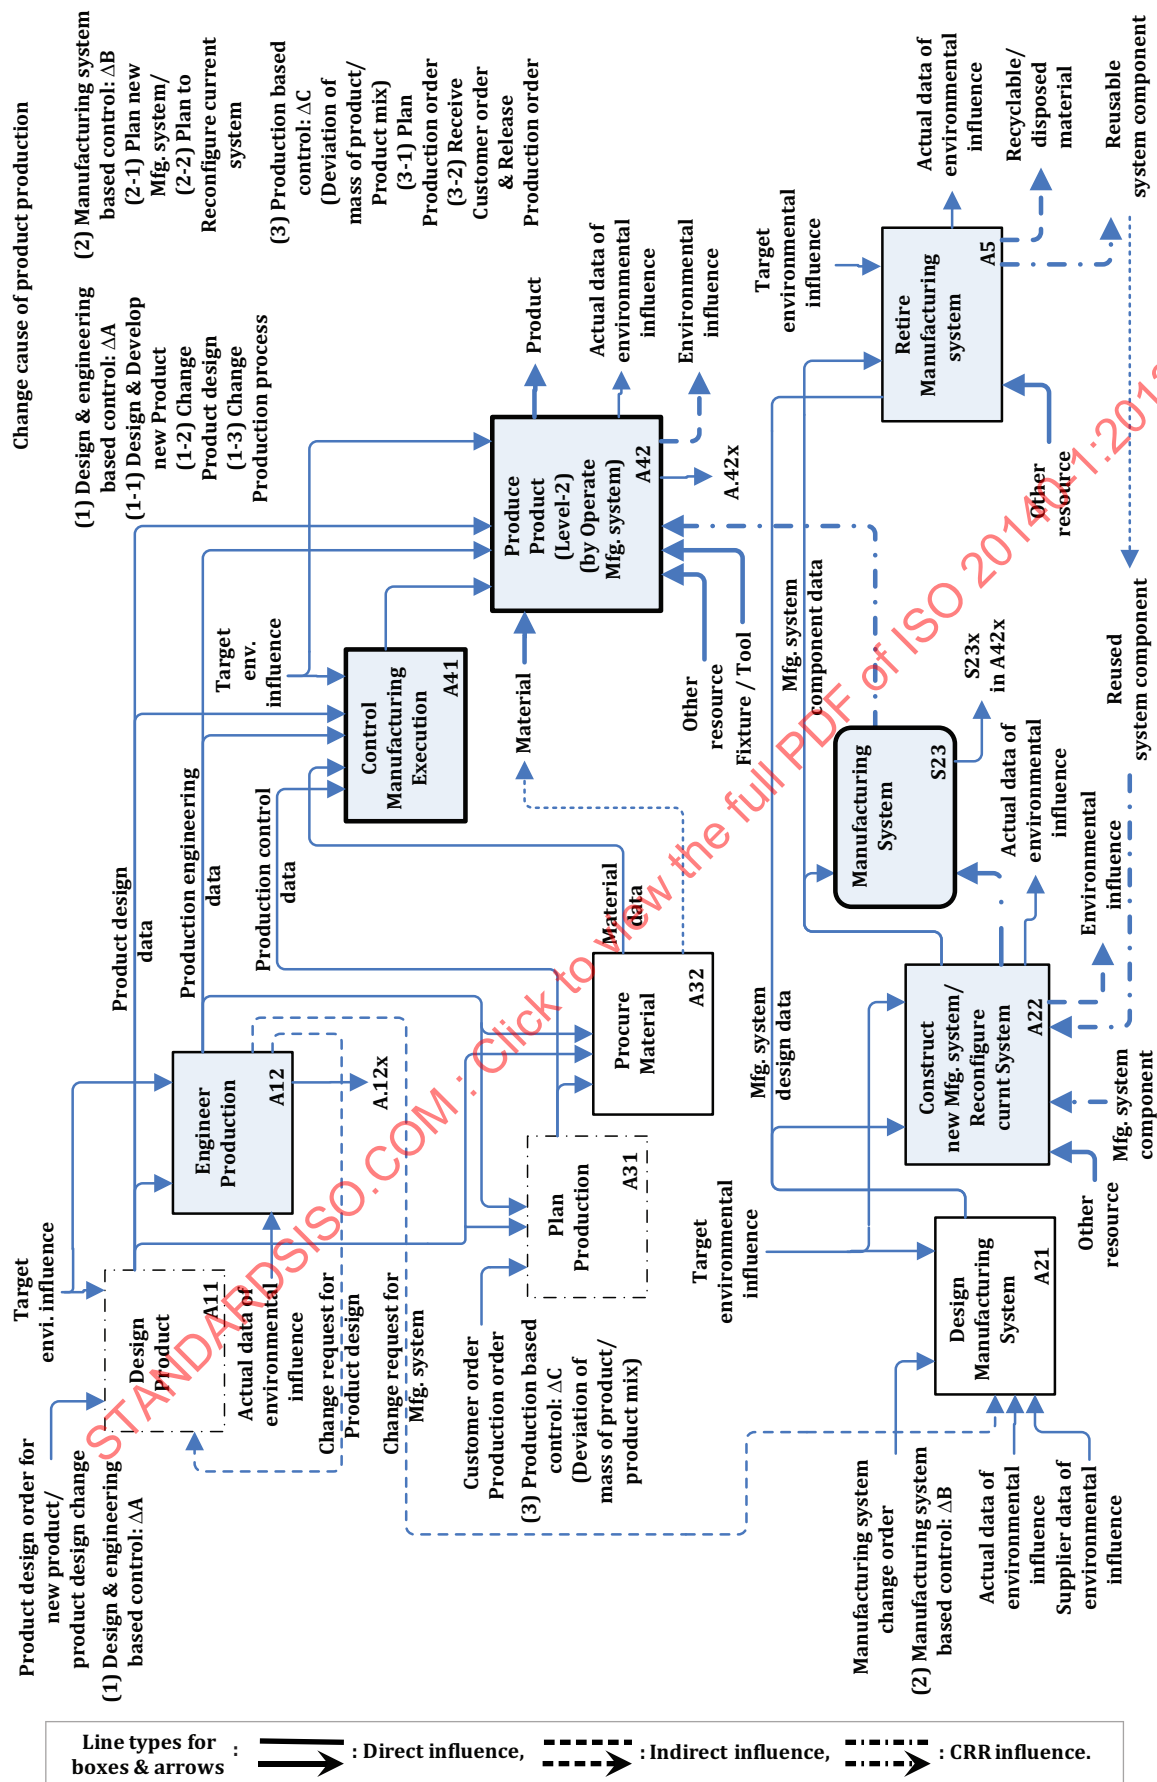 Change cause of product production
(1) Design & engineering
based control: ΔA
(1-1) Design & Develop
new Product
(1-2) Change
Product design
(1-3) Change
Production process
(2) Manufacturing system
based control: ΔB
(2-1) Plan new
Mfg. system/
(2-2) Plan to
Reconfigure current
system
(3) Production based
control: ΔC
(Deviation of
mass of product/
Product mix)
(3-1) Plan
Production order
(3-2) Receive
Customer order
& Release
Production order
Product design order for
new product/
product design change
(1) Design & engineering
based control: ΔA
Target
envi. influence
Design
Product
A11
Actual data of
environmental
influence
Change request for
Product design
Change request for
Mfg. system
Engineer
Production
A12
A.12x
Product design
data
Production engineering
data
Production control
data
Customer order
Production order
(3) Production based
control: ΔC
(Deviation of
mass of product/
product mix)
Plan
Production
A31
Procure
Material
A32
Material
data
Target
env.
influence
Control
Manufacturing
Execution
A41
Material
Produce
Product
(Level-2)
(by Operate
Mfg. system)
A42
A.42x
Product
Actual data of
environmental
influence
Environmental
influence
Other
resource
Fixture / Tool
Manufacturing system
change order
(2) Manufacturing system
based control: ΔB
Actual data of
environmental
influence
Supplier data of
environmental
influence
Target
environmental
influence
Design
Manufacturing
System
A21
Mfg. system
design data
Other
resource
Mfg. system
component
Construct
new Mfg. system/
Reconfigure
curnt System
A22
Environmental
influence
Actual data of
environmental
influence
Manufacturing
System
S23
S23x
in A42x
Mfg. system
component data
Reused
system component
Target
environmental
influence
Retire
Manufacturing
system
A5
Other
resource
Actual data of
environmental
influence
Recyclable/
disposed
material
Reusable
system component
Line types for
boxes & arrows
:
: Direct influence,
: Indirect influence,
: CRR influence.
STANDARDSISO.COM : Click to view the full PDF of ISO 20140-1:201